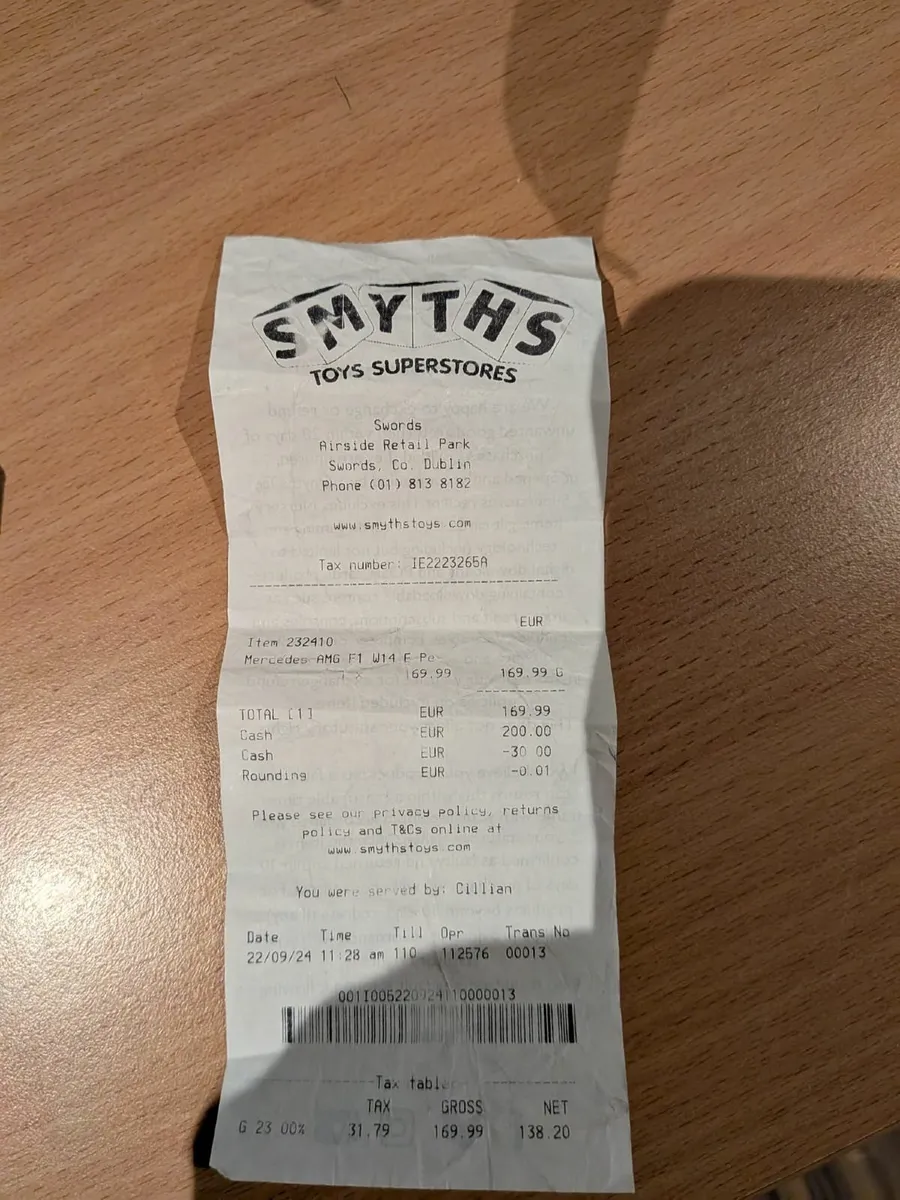 SMYTHS
TOYS SUPERSTORES
Swords
Airside Retail Park
Swords, Co. Dublin
Phone (01) 813 8182
www.smythstoys.com
Tax number: IE2223265A
EUR
Item 232410
Mercedes AMG F1 W14 E Pe
1 x 169.99 169.99 G
TOTAL [1] EUR 169.99
Cash EUR 200.00
Cash EUR -30.00
Rounding EUR -0.01
Please see our privacy policy, returns
policy and T&Cs online at
www.smythstoys.com
You were served by: Cillian
Date Time Till Opr Trans No
22/09/24 11:28 am 110 112576 00013
Tax table
TAX GROSS NET
G 23.00% 31.79 169.99 138.20